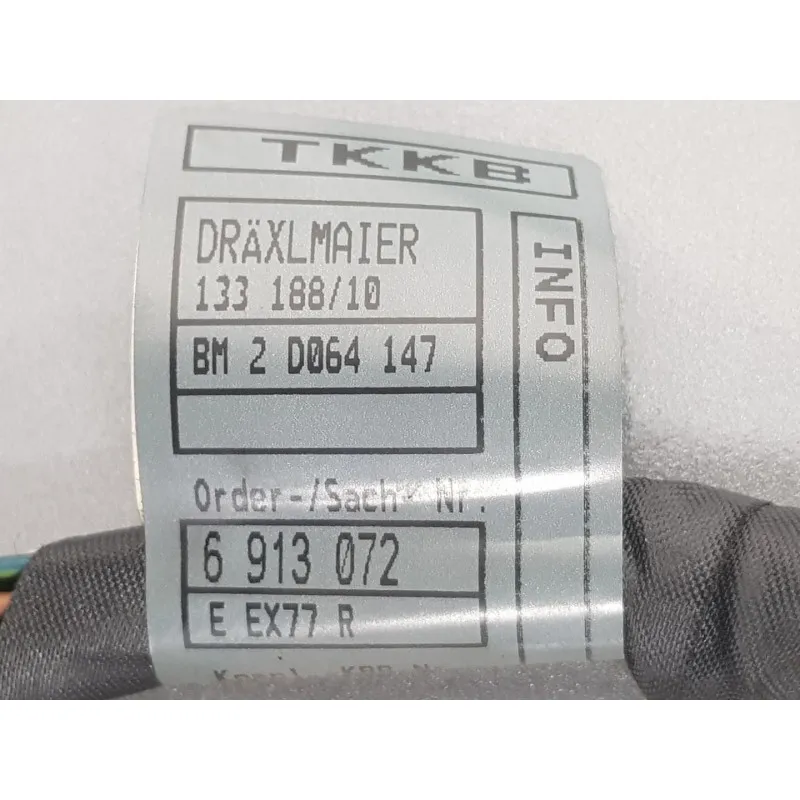 TKKB
DRÄXLMAIER
133 188/10
BM 2 D064 147
INFO
Order-/Sach- Nr.
6 913 072
E EX77 R